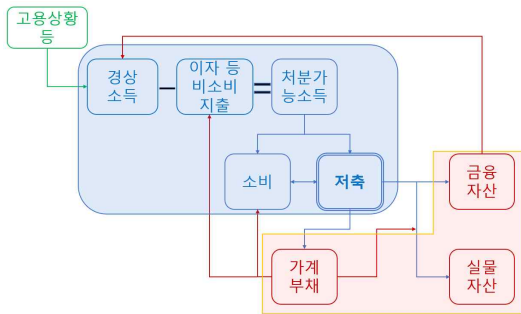 고용상황
등
경상
소득
이자 등
비소비
지출
처분가
능소득
소비
저축
금융
자산
가계
부채
실물
자산